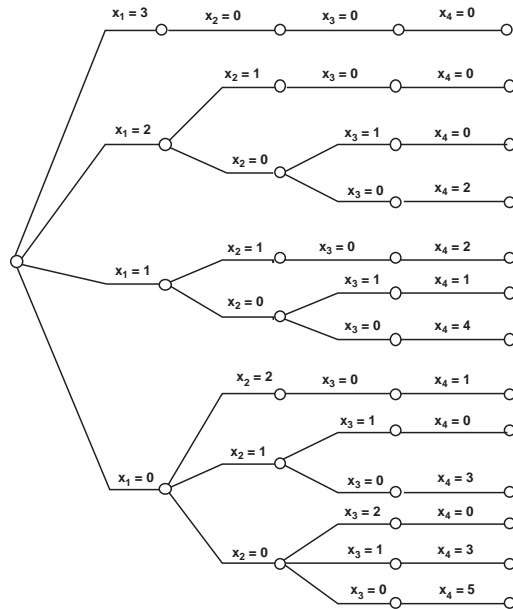 x1 = 3 x2 = 0 x3 = 0 x4 = 0
x2 = 1 x3 = 0 x4 = 0
x1 = 2 x3 = 1 x4 = 0
x2 = 0
x3 = 0 x4 = 2
x2 = 1 x3 = 0 x4 = 2
x1 = 1 x3 = 1 x4 = 1
x2 = 0
x3 = 0 x4 = 4
x2 = 2 x3 = 0 x4 = 1
x3 = 1 x4 = 0
x2 = 1
x1 = 0 x3 = 0 x4 = 3
x3 = 2 x4 = 0
x2 = 0 x3 = 1 x4 = 3
x3 = 0 x4 = 5